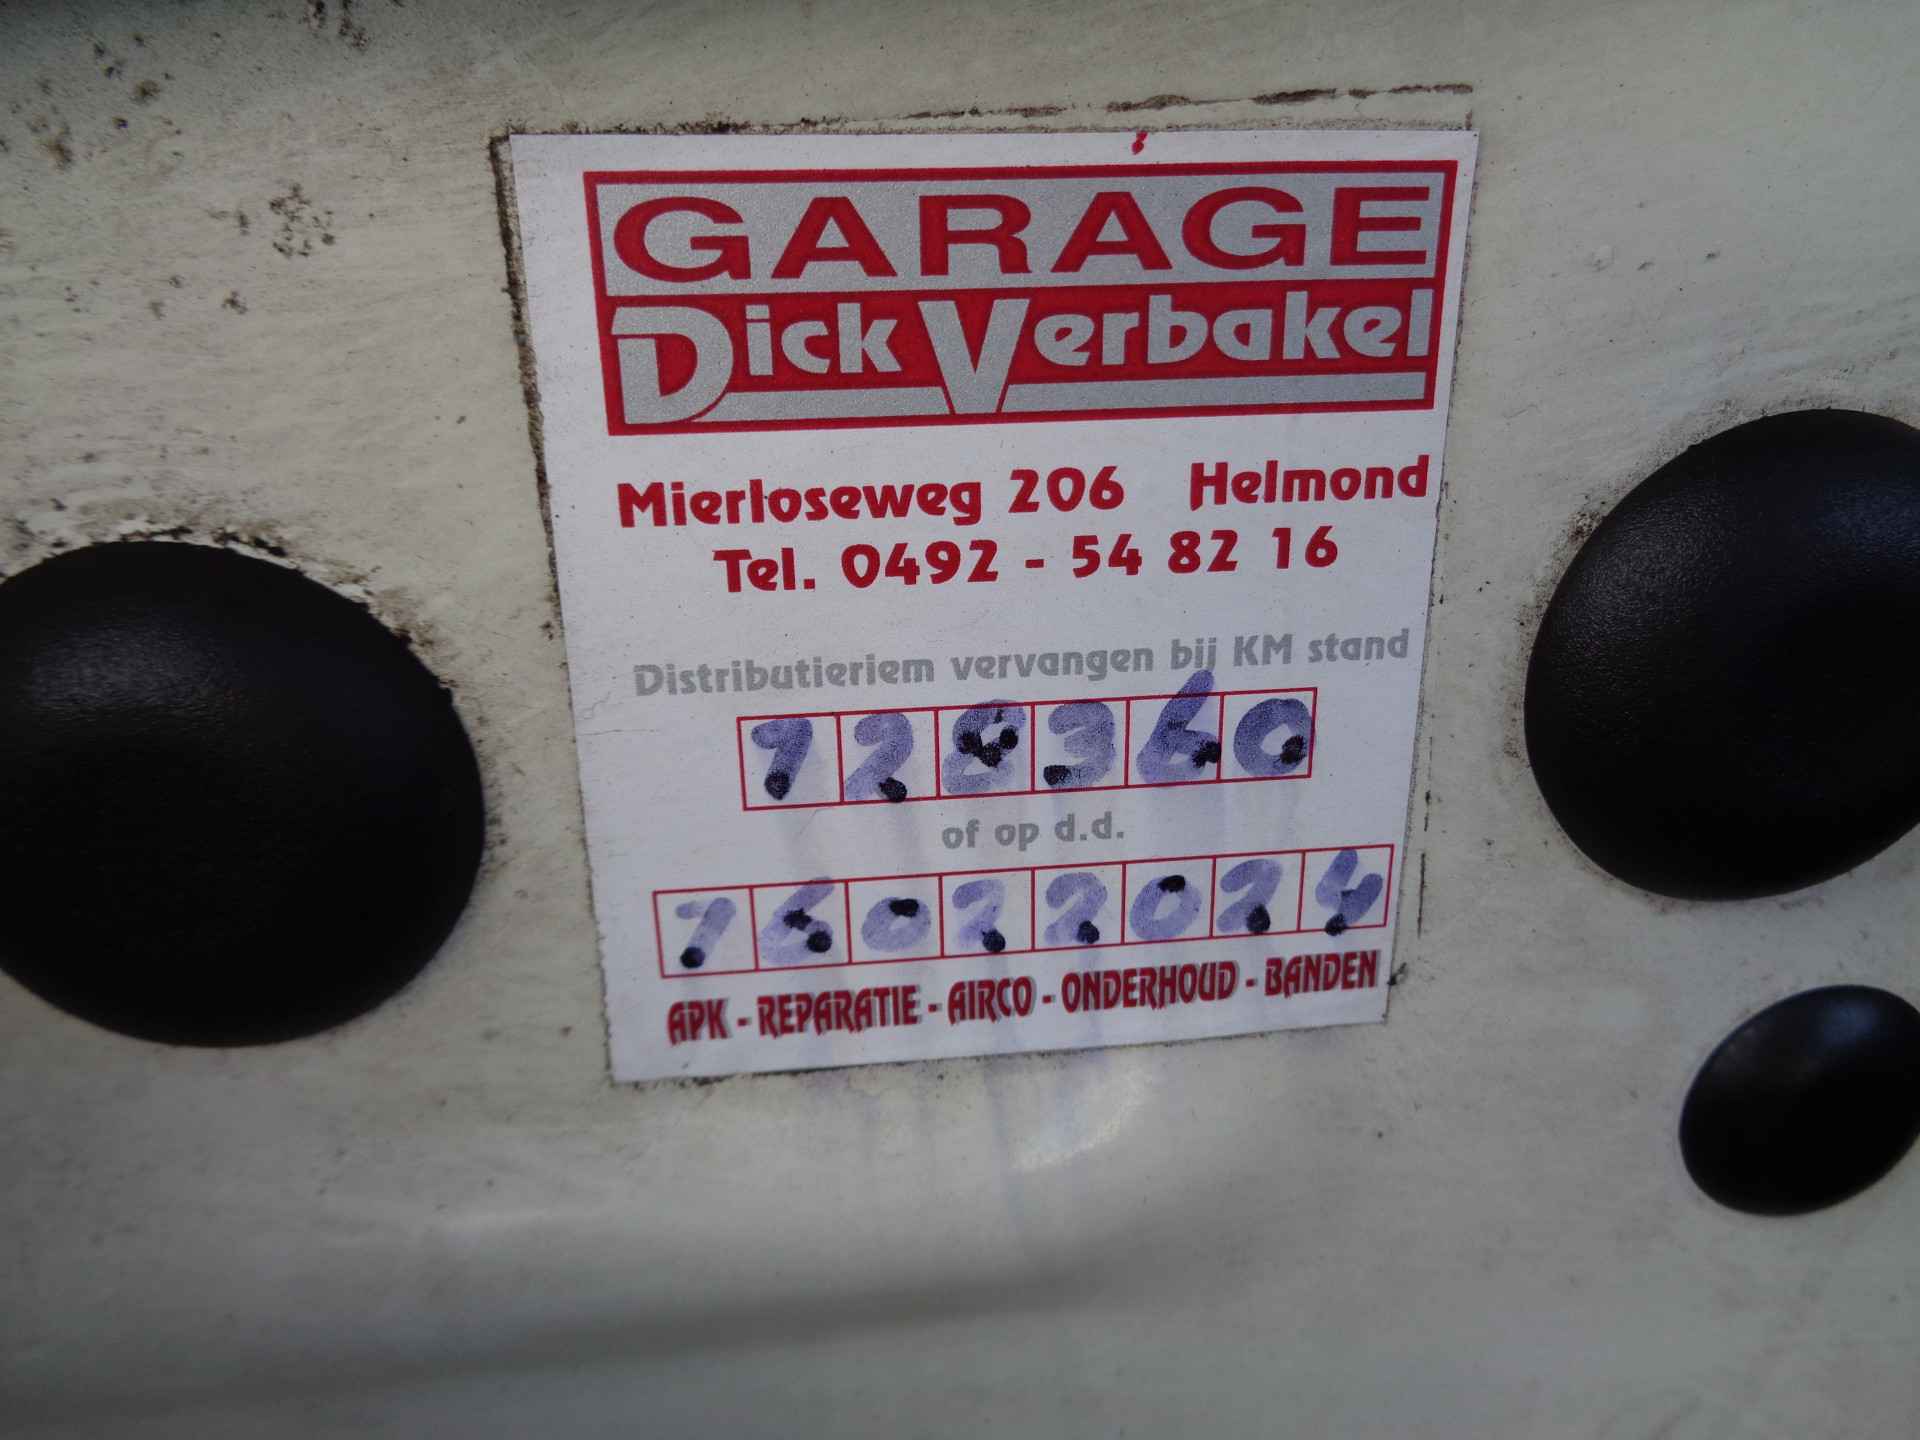 GARAGE
Dick Verbakel
Mierloseweg 206 Helmond
Tel. 0492 - 54 82 16
Distributieriem vervangen bij KM stand
128360
of op d.d.
16022024
APK - REPARATIE - AIRCO - ONDERHOUD - BANDEN